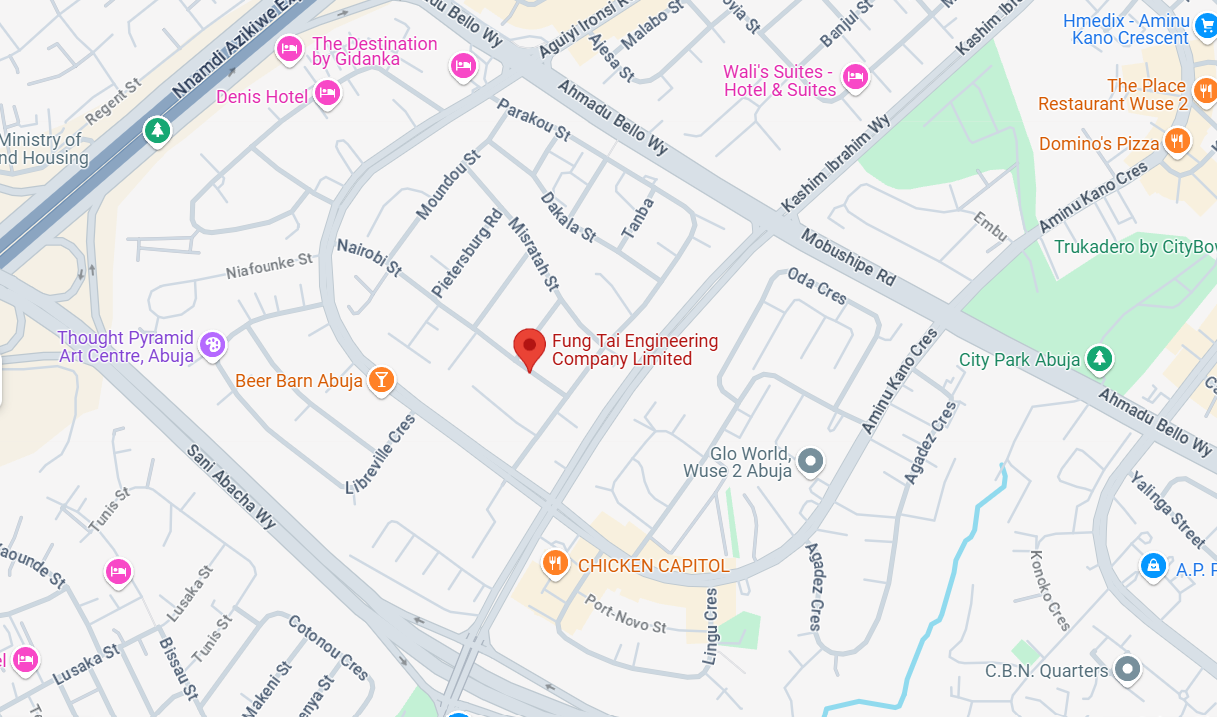 Nnamdi Azikiwe
Ahmadu Bello Wy
Aguiyi Ironsi
Ajesa St
Malabo St
Banjul St
Kashim Ibrahim Wy
Hmedix - Aminu
Kano Crescent
The Destination
by Gidanka
Denis Hotel
Regent St
Wali's Suites -
Hotel & Suites
The Place
Restaurant Wuse 2
Domino's Pizza
Ministry of
Housing
Parakou St
Ahmadu Bello Wy
Kashim Ibrahim Wy
Aminu Kano Cres
Moundou St
Pietersburg Rd
Misratah St
Dakala St
Tanba
Embu
Mobushipe Rd
Trukadero by
Nairobi St
Niafounke St
Oda Cres
Thought Pyramid
Art Centre, Abuja
Fung Tai Engineering
Company Limited
Beer Barn Abuja
City Park Abuja
Aminu Kano Cres
Agadez Cres
Ahmadu Bello Wy
Libreville Cres
Sani Abacha Wy
Glo World,
Wuse 2 Abuja
Yalinga Street
Tunis St
St
Lusaka St
CHICKEN CAPITOL
Agadez Cres
Konoko Cres
A.P.
Port-Novo St
Lingu Cres
Tunis St
Cotonou Cres
Lusaka St
Bissau St
Makeni St
St
C.B.N. Quarters